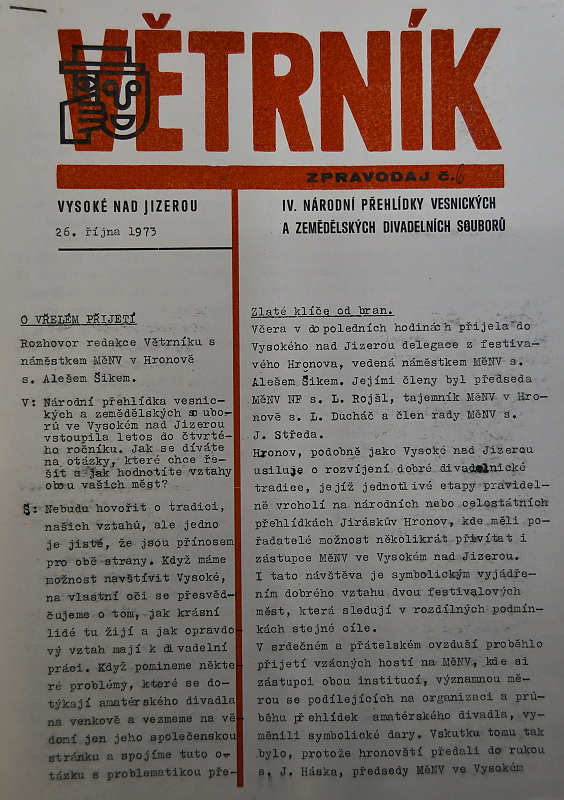 VĚTRNÍK
ZPRAVODAJ č.6
VYSOKÉ NAD JIZEROU
26. října 1973
IV. NÁRODNÍ PŘEHLÍDKY VESNICKÝCH
A ZEMĚDĚLSKÝCH DIVADELNÍCH SOUBORŮ
O VŘELÉM PŘIJETÍ
Rozhovor redakce Větrníku s
náměstkem MěNV v Hronově
s. Alešem Šikem.
V: Národní přehlídka vesnic-
kých a zemědělských soubo-
rů ve Vysokém nad Jizerou
vstoupila letos do čtvrté-
ho ročníku. Jak se díváte
na otázky, které chce ře-
šit a jak hodnotíte vztahy
obou vašich měst?
Š: Nebudu hovořit o tradici,
našich vztahů, ale jedno
je jisté, že jsou přínosem
pro obě strany. Když máme
možnost navštívit Vysoké,
na vlastní oči se přesvěd-
čujeme o tom, jak krásní
lidé tu žijí a jak opravdo-
vý vztah mají k divadelní
práci. Když pomineme někte-
ré problémy, které se do-
týkají amatérského divadla
na venkově a vezmeme na vě-
domí jen jeho společenskou
stránku a spojíme tuto o-
tázku s problematikou pře-
Zlaté klíče od bran.
Včera v dopoledních hodinách přijela do
Vysokého nad Jizerou delegace z festiva-
vého Hronova, vedená náměstkem MěNV s.
Alešem Šikem. Jejími členy byl předseda
MěNV NF s. L. Rojšl, tajemník MěNV v Hro-
nově s. L. Ducháč a člen rady MěNV s.
J. Středa.
Hronov, podobně jako Vysoké nad Jizerou
usiluje o rozvíjení dobré divadelnické
tradice, jejíž jednotlivé etapy pravidel-
ně vrcholí na národních nebo celostátních
přehlídkách Jiráskův Hronov, kde měli po-
řadatelé možnost několikrát přivítat i
zástupce MěNV ve Vysokém nad Jizerou.
I tato návštěva je symbolickým vyjádře-
ním dobrého vztahu dvou festivalových
měst, která sledují v rozdílných podmín-
kách stejné cíle.
V srdečném a přátelském ovzduší proběhlo
přijetí vzácných hostí na MěNV, kde si
zástupci obou institucí, významnou mě-
rou se podílejících na organizaci a prů-
běhu přehlídek amatérského divadla, vy-
měnili symbolické dary. Vskutku tomu tak
bylo, protože hronovští předali do rukou
s. J. Háska, předsedy MěNV ve Vysokém